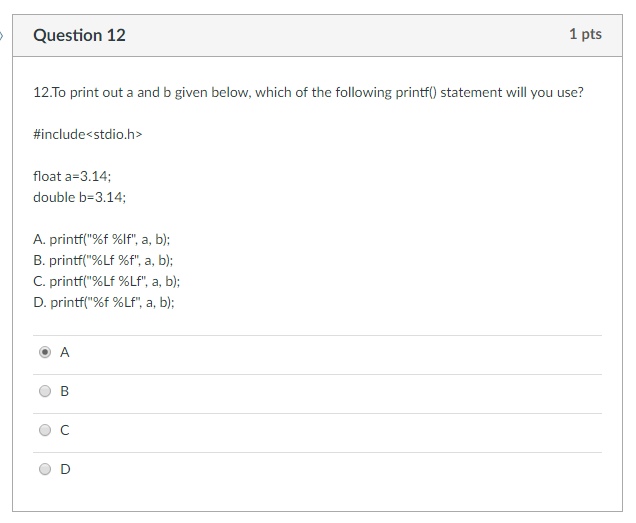 Question 12
1 pts
12.To print out a and b given below, which of the following printf() statement will you use?
#include<stdio.h>
float a=3.14;
double b=3.14;
A. printf("%f %lf", a, b);
B. printf("%Lf %f", a, b);
C. printf("%Lf %Lf", a, b);
D. printf("%f %Lf", a, b);
A
B
C
D